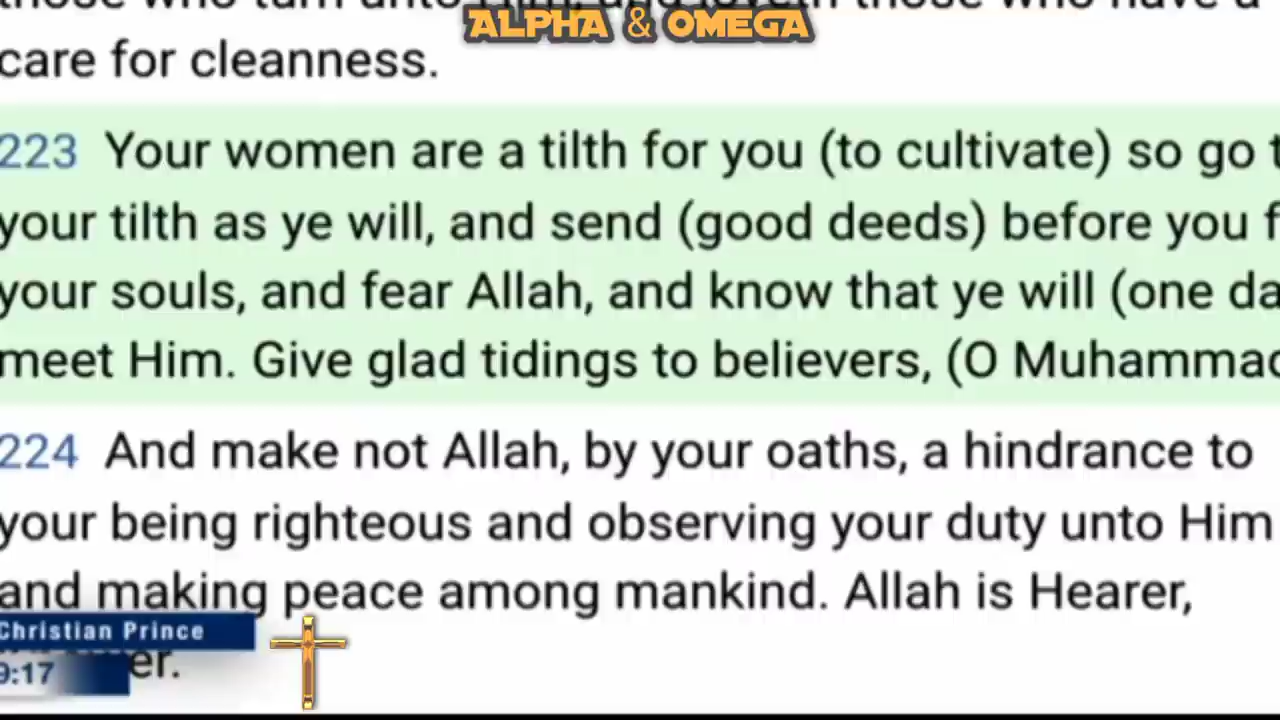 ALPHA & OMEGA
care for cleanness.
223 Your women are a tilth for you (to cultivate) so go
your tilth as ye will, and send (good deeds) before you
your souls, and fear Allah, and know that ye will (one
meet Him. Give glad tidings to believers, (O Muhammad
224 And make not Allah, by your oaths, a hindrance to
your being righteous and observing your duty unto Him
and making peace among mankind. Allah is Hearer,
Christian Prince
9:17